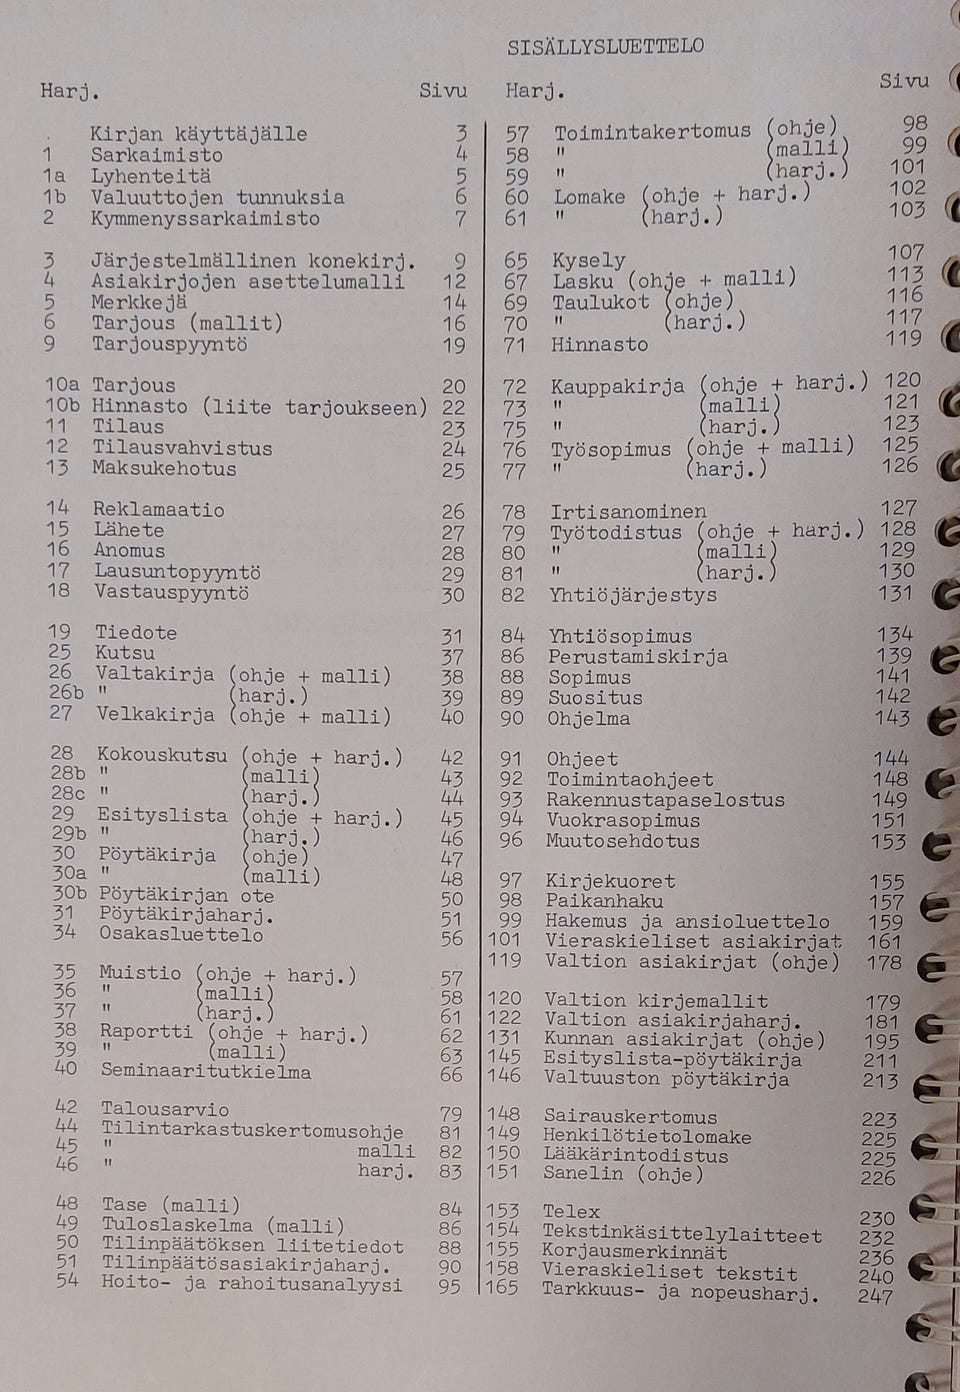 SISÄLLYSLUETTELO
Harj. Sivu
. Kirjan käyttäjälle 3
1 Sarkaimisto 4
1a Lyhenteitä 5
1b Valuuttojen tunnuksia 6
2 Kymmenyssarkaimisto 7
3 Järjestelmällinen konekirj. 9
4 Asiakirjojen asettelumalli 12
5 Merkkejä 14
6 Tarjous (mallit) 16
9 Tarjouspyyntö 19
10a Tarjous 20
10b Hinnasto (liite tarjoukseen) 22
11 Tilaus 23
12 Tilausvahvistus 24
13 Maksukehotus 25
14 Reklamaatio 26
15 Lähete 27
16 Anomus 28
17 Lausuntopyyntö 29
18 Vastauspyyntö 30
19 Tiedote 31
25 Kutsu 37
26 Valtakirja (ohje + malli) 38
26b " (harj.) 39
27 Velkakirja (ohje + malli) 40
28 Kokouskutsu (ohje + harj.) 42
28b " (malli) 43
28c " (harj.) 44
29 Esityslista (ohje + harj.) 45
29b " (harj.) 46
30 Pöytäkirja (ohje) 47
30a " (malli) 48
30b Pöytäkirjan ote 50
31 Pöytäkirjaharj. 51
34 Osakasluettelo 56
35 Muistio (ohje + harj.) 57
36 " (malli) 58
37 " (harj.) 61
38 Raportti (ohje + harj.) 62
39 " (malli) 63
40 Seminaaritutkielma 66
42 Talousarvio 79
44 Tilintarkastuskertomusohje 81
45 " malli 82
46 " harj. 83
48 Tase (malli) 84
49 Tuloslaskelma (malli) 86
50 Tilinpäätöksen liitetiedot 88
51 Tilinpäätösasiakirjaharj. 90
54 Hoito- ja rahoitusanalyysi 95
Harj. Sivu
57 Toimintakertomus (ohje) 98
58 " (malli) 99
59 " (harj.) 101
60 Lomake (ohje + harj.) 102
61 " (harj.) 103
65 Kysely 107
67 Lasku (ohje + malli) 113
69 Taulukot (ohje) 116
70 " (harj.) 117
71 Hinnasto 119
72 Kauppakirja (ohje + harj.) 120
73 " (malli) 121
75 " (harj.) 123
76 Työsopimus (ohje + malli) 125
77 " (harj.) 126
78 Irtisanominen 127
79 Työtodistus (ohje + harj.) 128
80 " (malli) 129
81 " (harj.) 130
82 Yhtiöjärjestys 131
84 Yhtiösopimus 134
86 Perustamiskirja 139
88 Sopimus 141
89 Suositus 142
90 Ohjelma 143
91 Ohjeet 144
92 Toimintaohjeet 148
93 Rakennustapaselostus 149
94 Vuokrasopimus 151
96 Muutosehdotus 153
97 Kirjekuoret 155
98 Paikanhaku 157
99 Hakemus ja ansioluettelo 159
101 Vieraskieliset asiakirjat 161
119 Valtion asiakirjat (ohje) 178
120 Valtion kirjemallit 179
122 Valtion asiakirjaharj. 181
131 Kunnan asiakirjat (ohje) 195
145 Esityslista-pöytäkirja 211
146 Valtuuston pöytäkirja 213
148 Sairauskertomus 223
149 Henkilötietolomake 225
150 Lääkärintodistus 225
151 Sanelin (ohje) 226
153 Telex 230
154 Tekstinkäsittelylaitteet 232
155 Korjausmerkinnät 236
158 Vieraskieliset tekstit 240
165 Tarkkuus- ja nopeusharj. 247